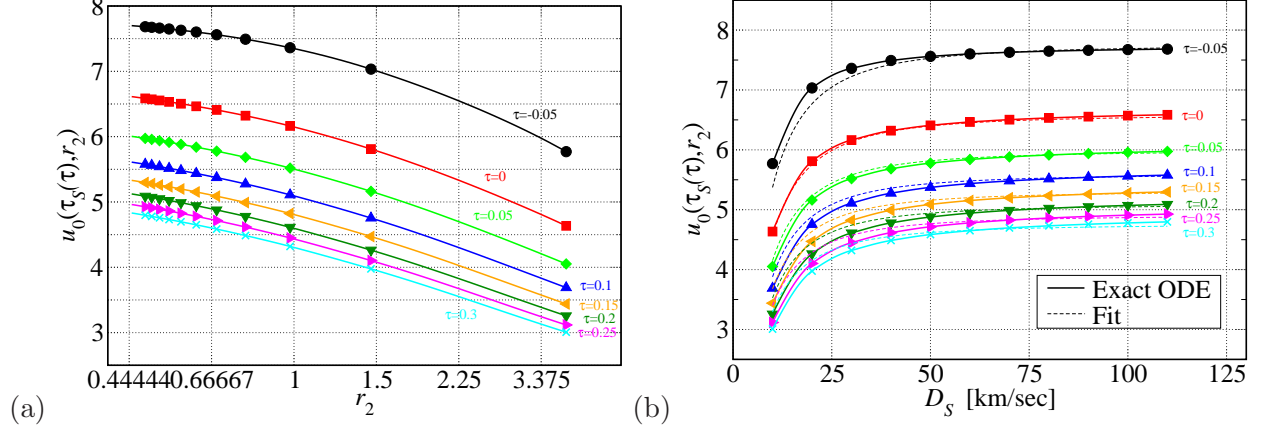 8
7
6
5
4
3
u0(τS(τ),r2)
τ=-0.05
τ=0
τ=0.05
τ=0.1
τ=0.15
τ=0.2
τ=0.25
τ=0.3
0.444444
0.66667
1
1.5
2.25
3.375
r2
(a)
8
7
6
5
4
3
u0(τS(τ),r2)
τ=-0.05
τ=0
τ=0.05
τ=0.1
τ=0.15
τ=0.2
τ=0.25
τ=0.3
Exact ODE
Fit
0
25
50
75
100
125
DS [km/sec]
(b)